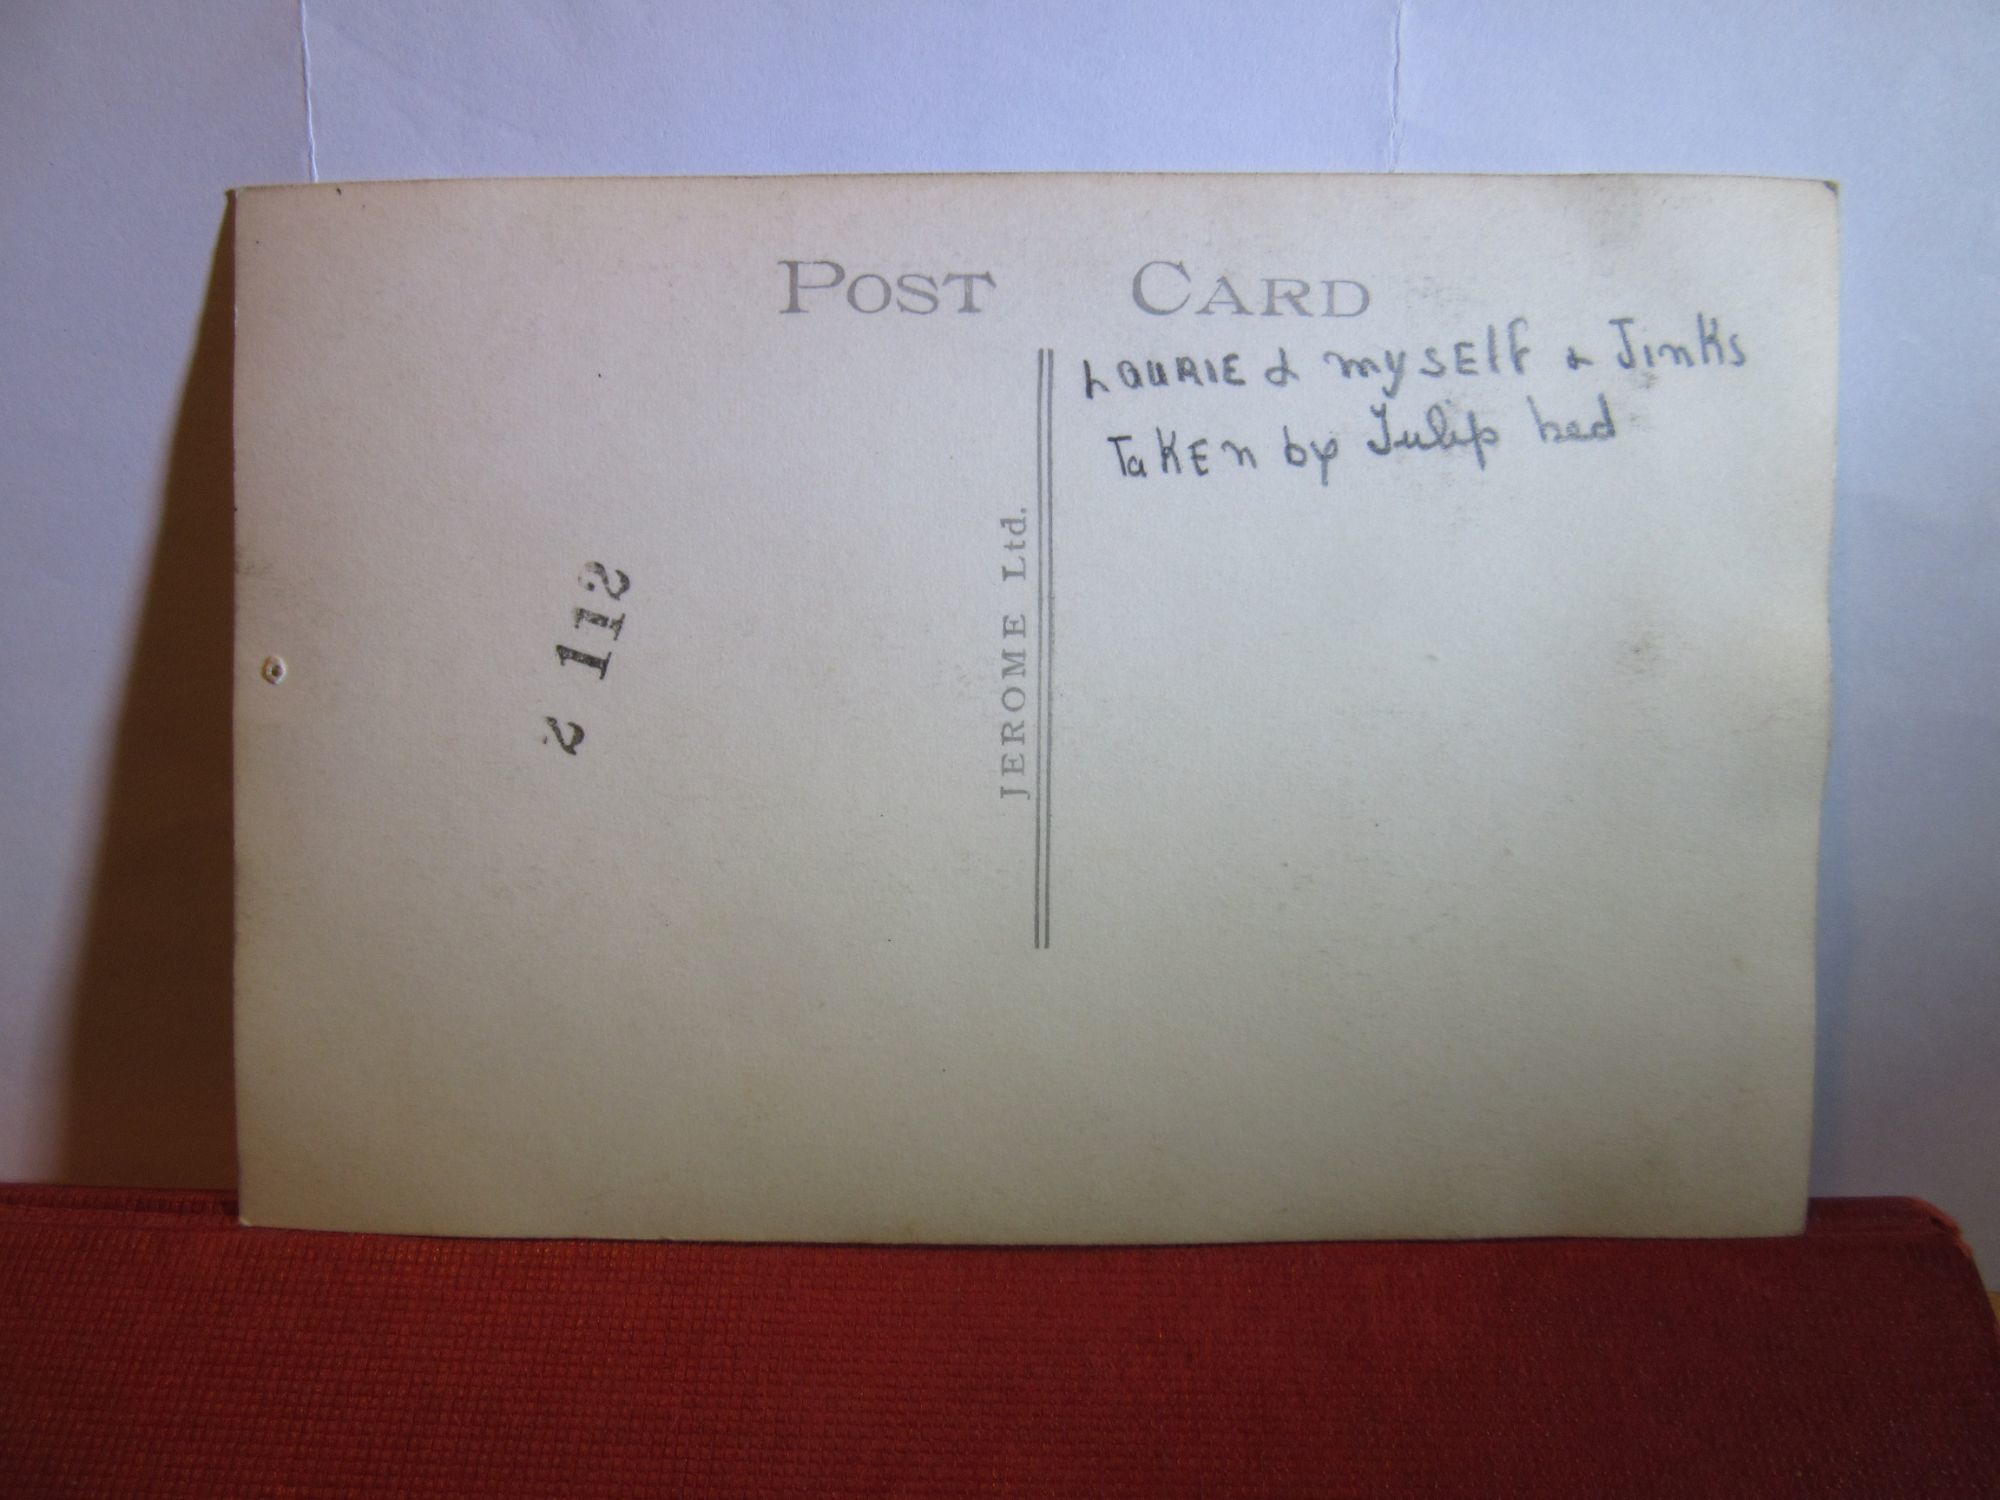 POST CARD
LAURIE & mySElf & Jinks
TaKEn by Tulip bed
JEROME Ltd.
2 112